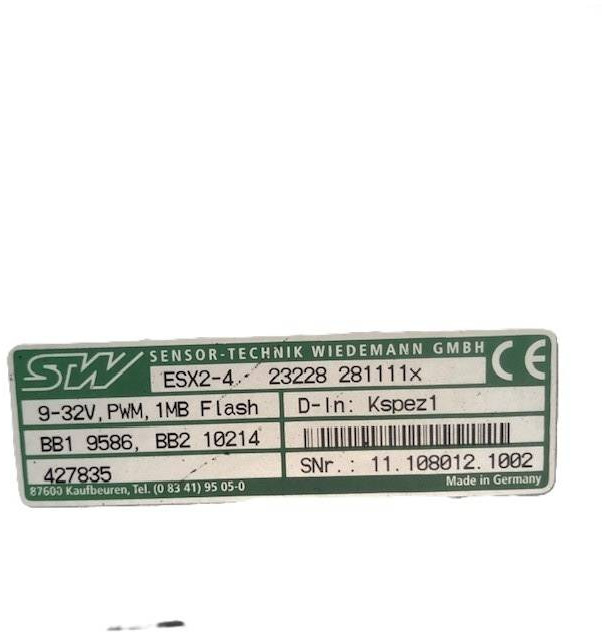 STW SENSOR-TECHNIK WIEDEMANN GMBH CE
ESX2-4. 23228 281111x
9-32V, PWM, 1MB Flash D-In: Kspez1
BB1 9586, BB2 10214
427835 SNr.: 11.108012.1002
87600 Kaufbeuren, Tel. (0 83 41) 95 05-0 Made in Germany